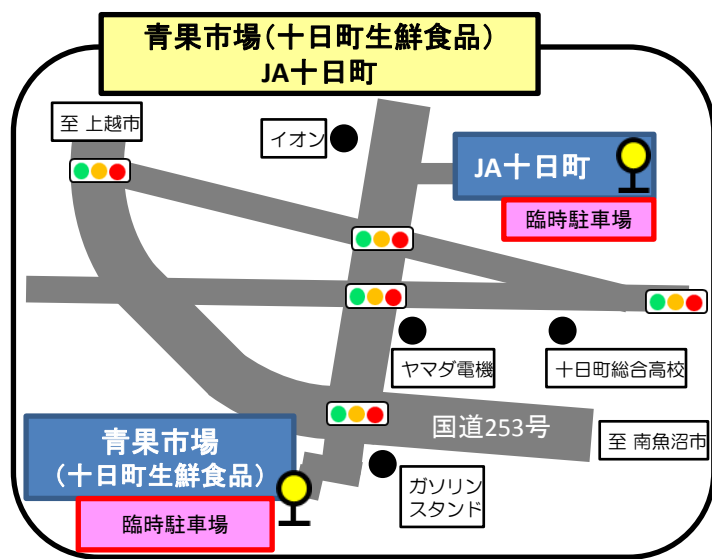 青果市場(十日町生鮮食品)
JA十日町
至 上越市
イオン
JA十日町
臨時駐車場
ヤマダ電機
十日町総合高校
国道253号
至 南魚沼市
青果市場
(十日町生鮮食品)
臨時駐車場
ガソリン
スタンド